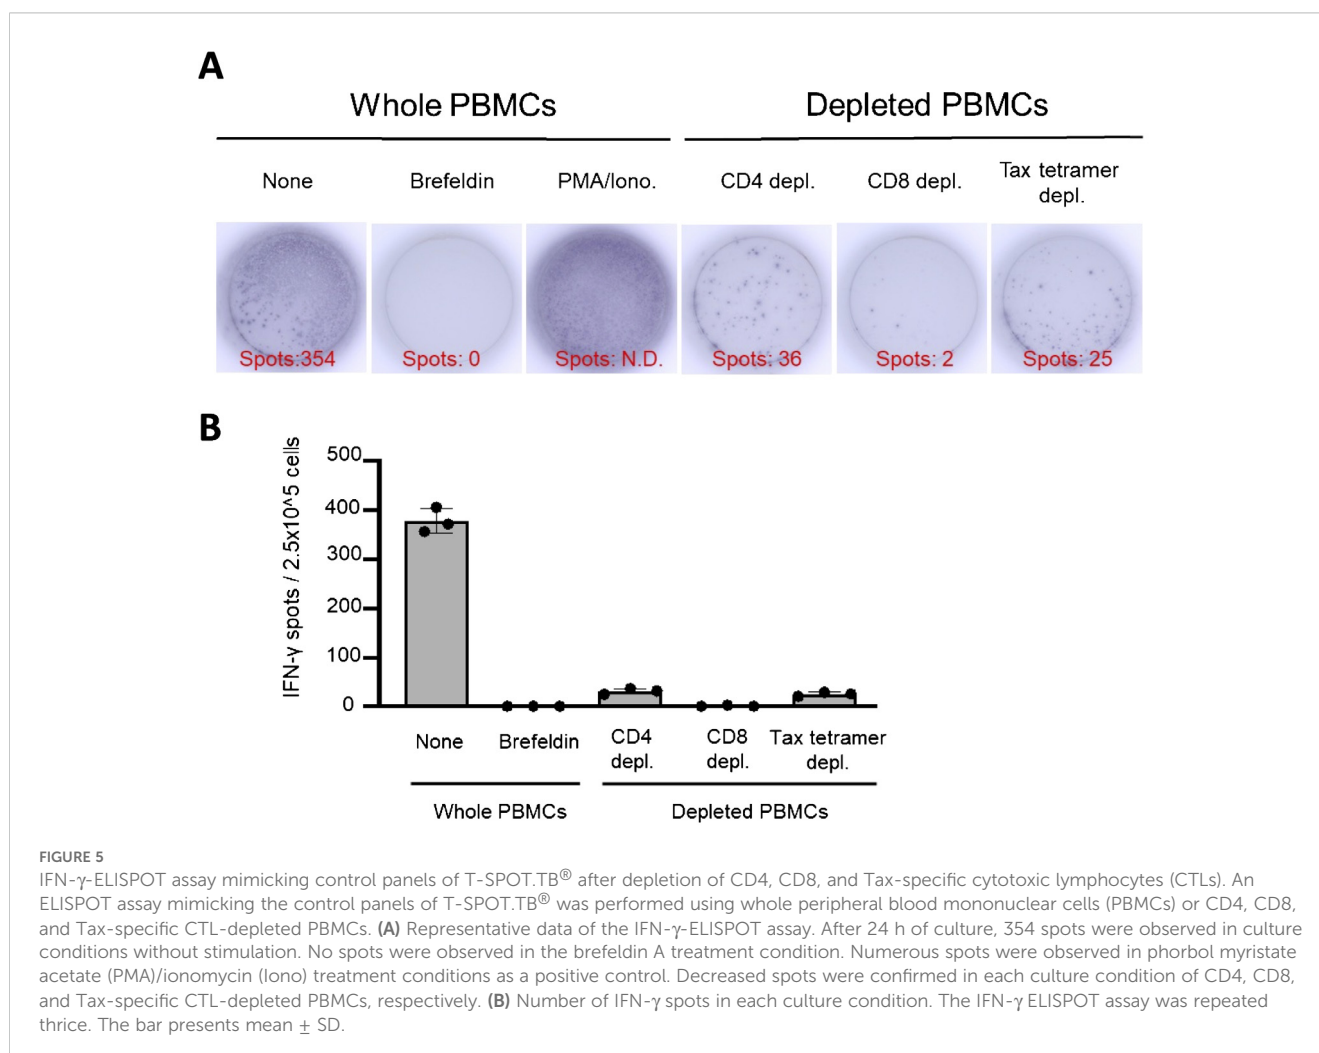 A
Whole PBMCs
Depleted PBMCs
None
Brefeldin
PMA/Iono.
CD4 depl.
CD8 depl.
Tax tetramer
depl.
Spots:354
Spots: 0
Spots: N.D.
Spots: 36
Spots: 2
Spots: 25
B
IFN-γ spots / 2.5x10^5 cells
500
400
300
200
100
0
None
Brefeldin
CD4
depl.
CD8
depl.
Tax tetramer
depl.
Whole PBMCs
Depleted PBMCs
FIGURE 5
IFN-γ-ELISPOT assay mimicking control panels of T-SPOT.TB® after depletion of CD4, CD8, and Tax-specific cytotoxic lymphocytes (CTLs). An
ELISPOT assay mimicking the control panels of T-SPOT.TB® was performed using whole peripheral blood mononuclear cells (PBMCs) or CD4, CD8,
and Tax-specific CTL-depleted PBMCs. (A) Representative data of the IFN-γ-ELISPOT assay. After 24 h of culture, 354 spots were observed in culture
conditions without stimulation. No spots were observed in the brefeldin A treatment condition. Numerous spots were observed in phorbol myristate
acetate (PMA)/ionomycin (Iono) treatment conditions as a positive control. Decreased spots were confirmed in each culture condition of CD4, CD8,
and Tax-specific CTL-depleted PBMCs, respectively. (B) Number of IFN-γ spots in each culture condition. The IFN-γ ELISPOT assay was repeated
thrice. The bar presents mean ± SD.